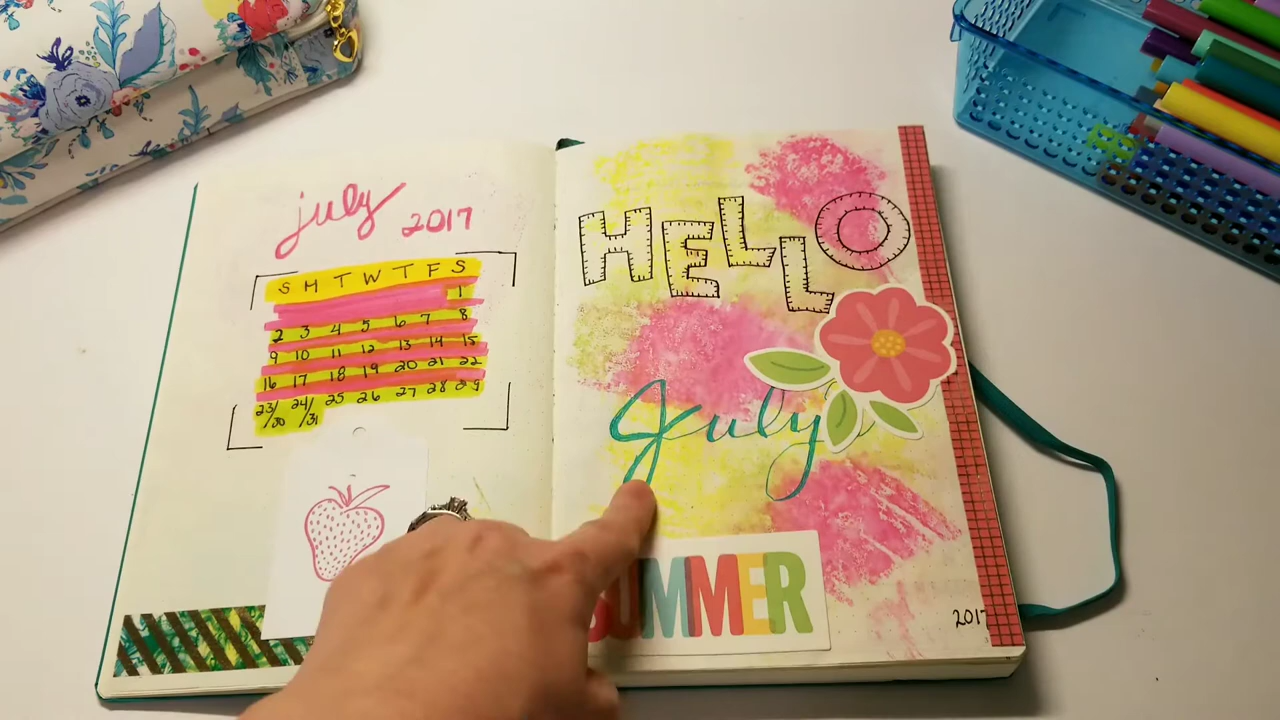 july
2017
S M T W T F S
1
2 3 4 5 6 7 8
9 10 11 12 13 14 15
16 17 18 19 20 21 22
23/30 24/31 25 26 27 28 29
HELLO
July
SUMMER
2017